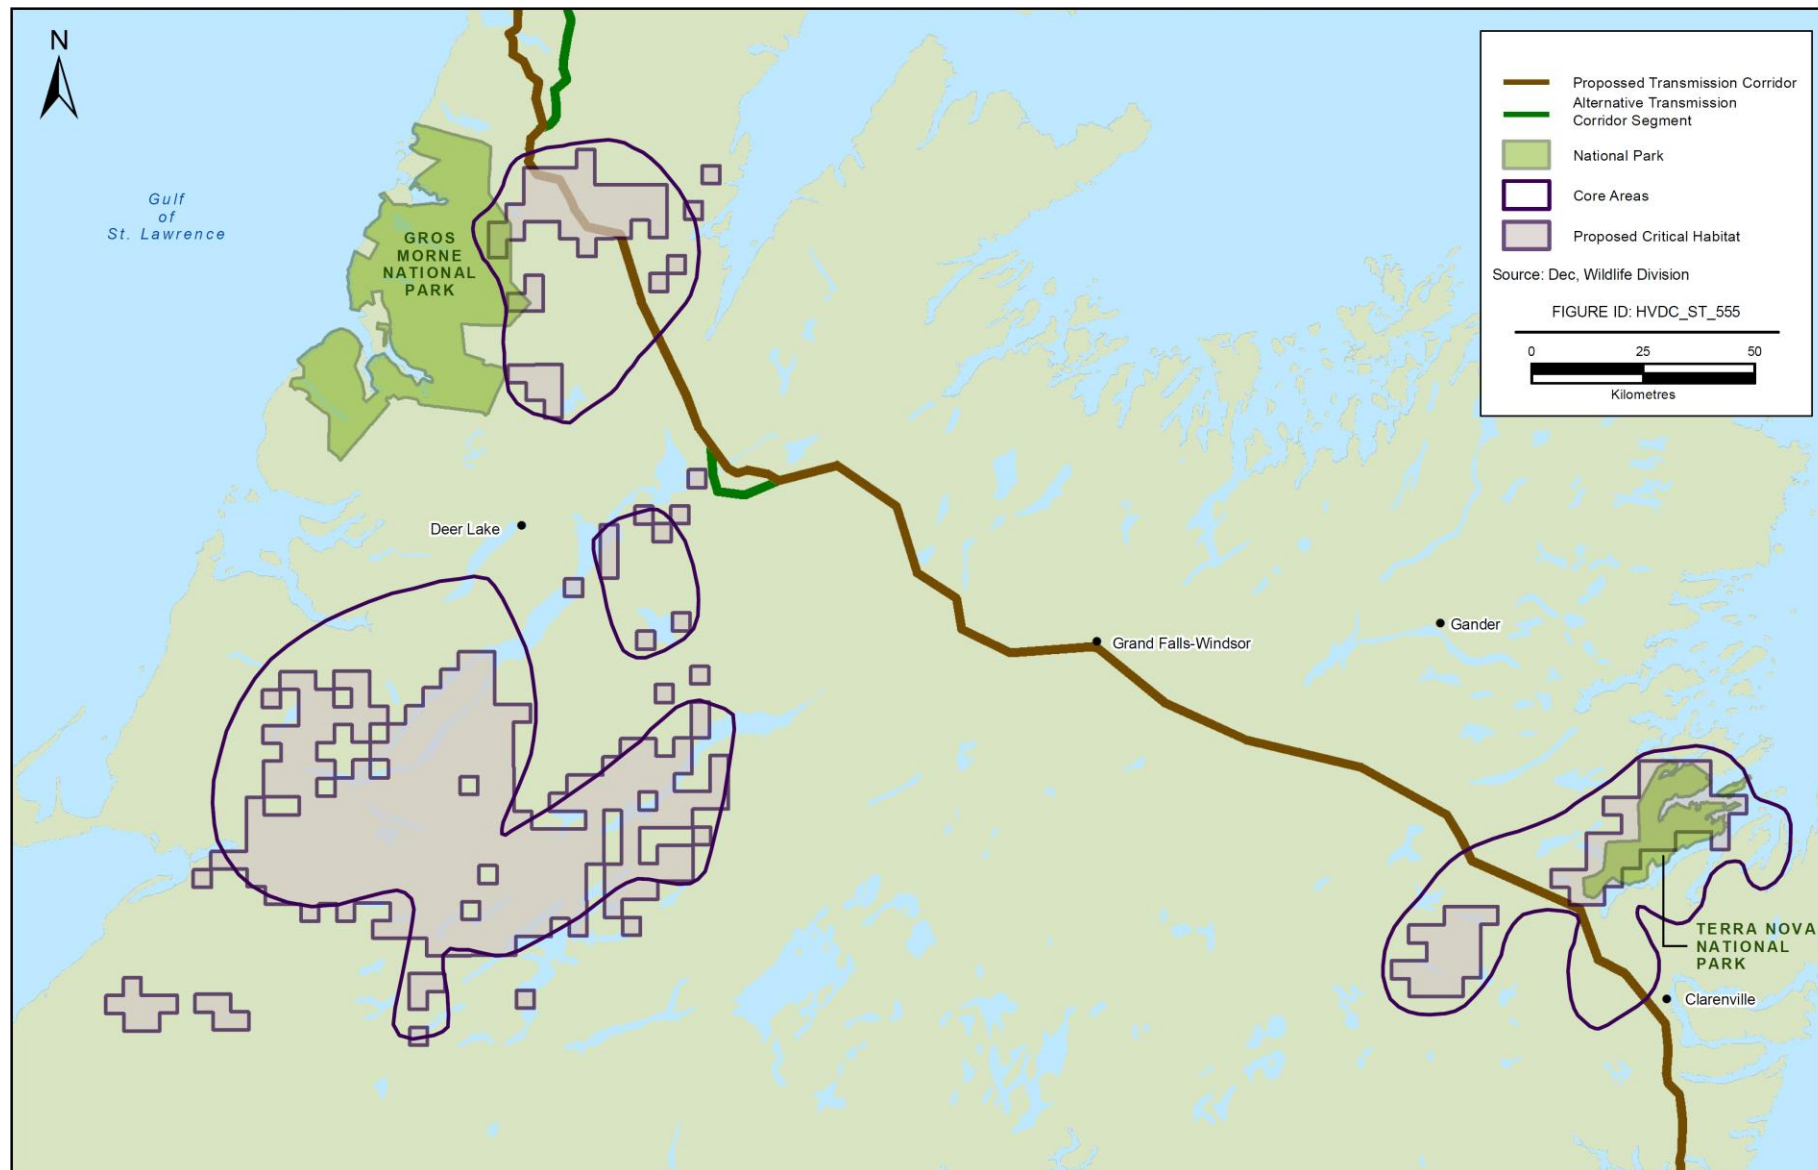 N
Gulf
of
St. Lawrence
GROS
MORNE
NATIONAL
PARK
Propossed Transmission Corridor
Alternative Transmission
Corridor Segment
National Park
Core Areas
Proposed Critical Habitat
Source: Dec, Wildlife Division
FIGURE ID: HVDC_ST_555
0 25 50
Kilometres
Deer Lake
Grand Falls-Windsor
Gander
TERRA NOVA
NATIONAL
PARK
Clarenville